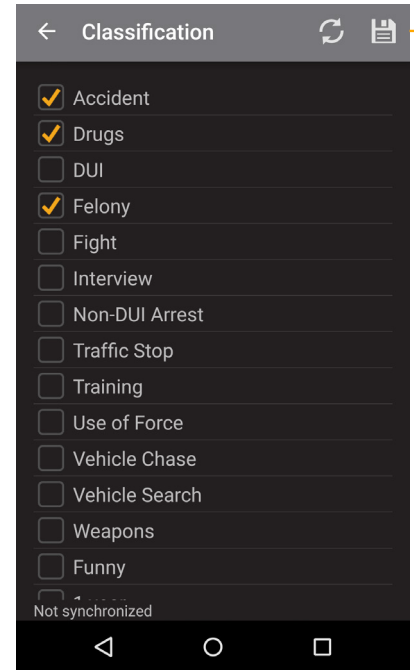 Classification
Accident
Drugs
DUI
Felony
Fight
Interview
Non-DUI Arrest
Traffic Stop
Training
Use of Force
Vehicle Chase
Vehicle Search
Weapons
Funny
Not synchronized